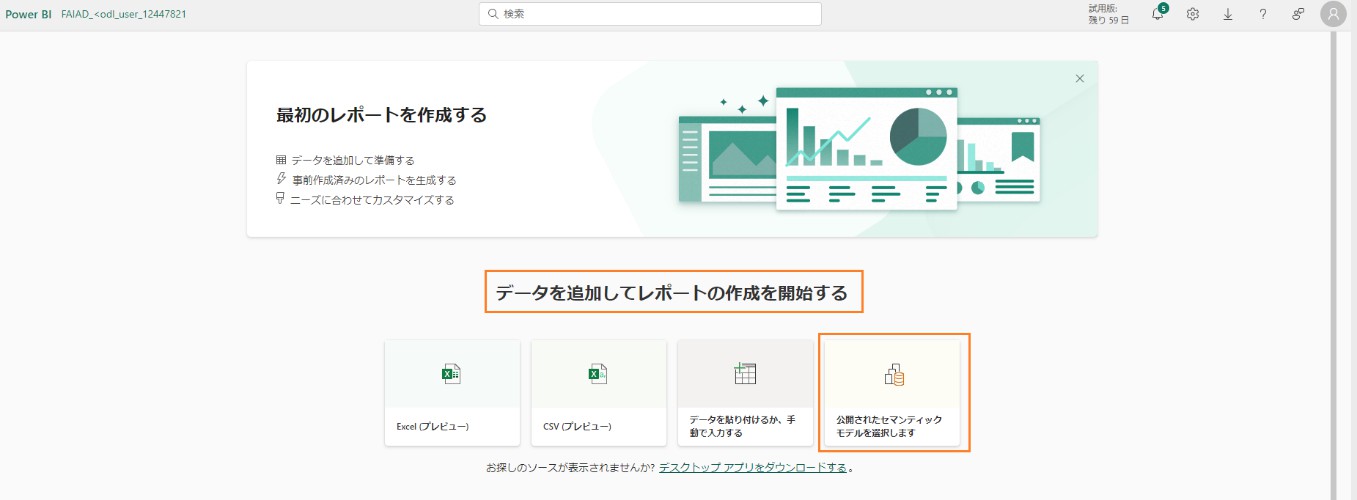 Power BI FAIAD_<odl_user_12447821
検索
試用版:
残り 59 日
5
最初のレポートを作成する
データを追加して準備する
事前作成済みのレポートを生成する
ニーズに合わせてカスタマイズする
データを追加してレポートの作成を開始する
Excel (プレビュー)
CSV (プレビュー)
データを貼り付けるか、手
動で入力する
公開されたセマンティック
モデルを選択します
お探しのソースが表示されませんか? デスクトップ アプリをダウンロードする。